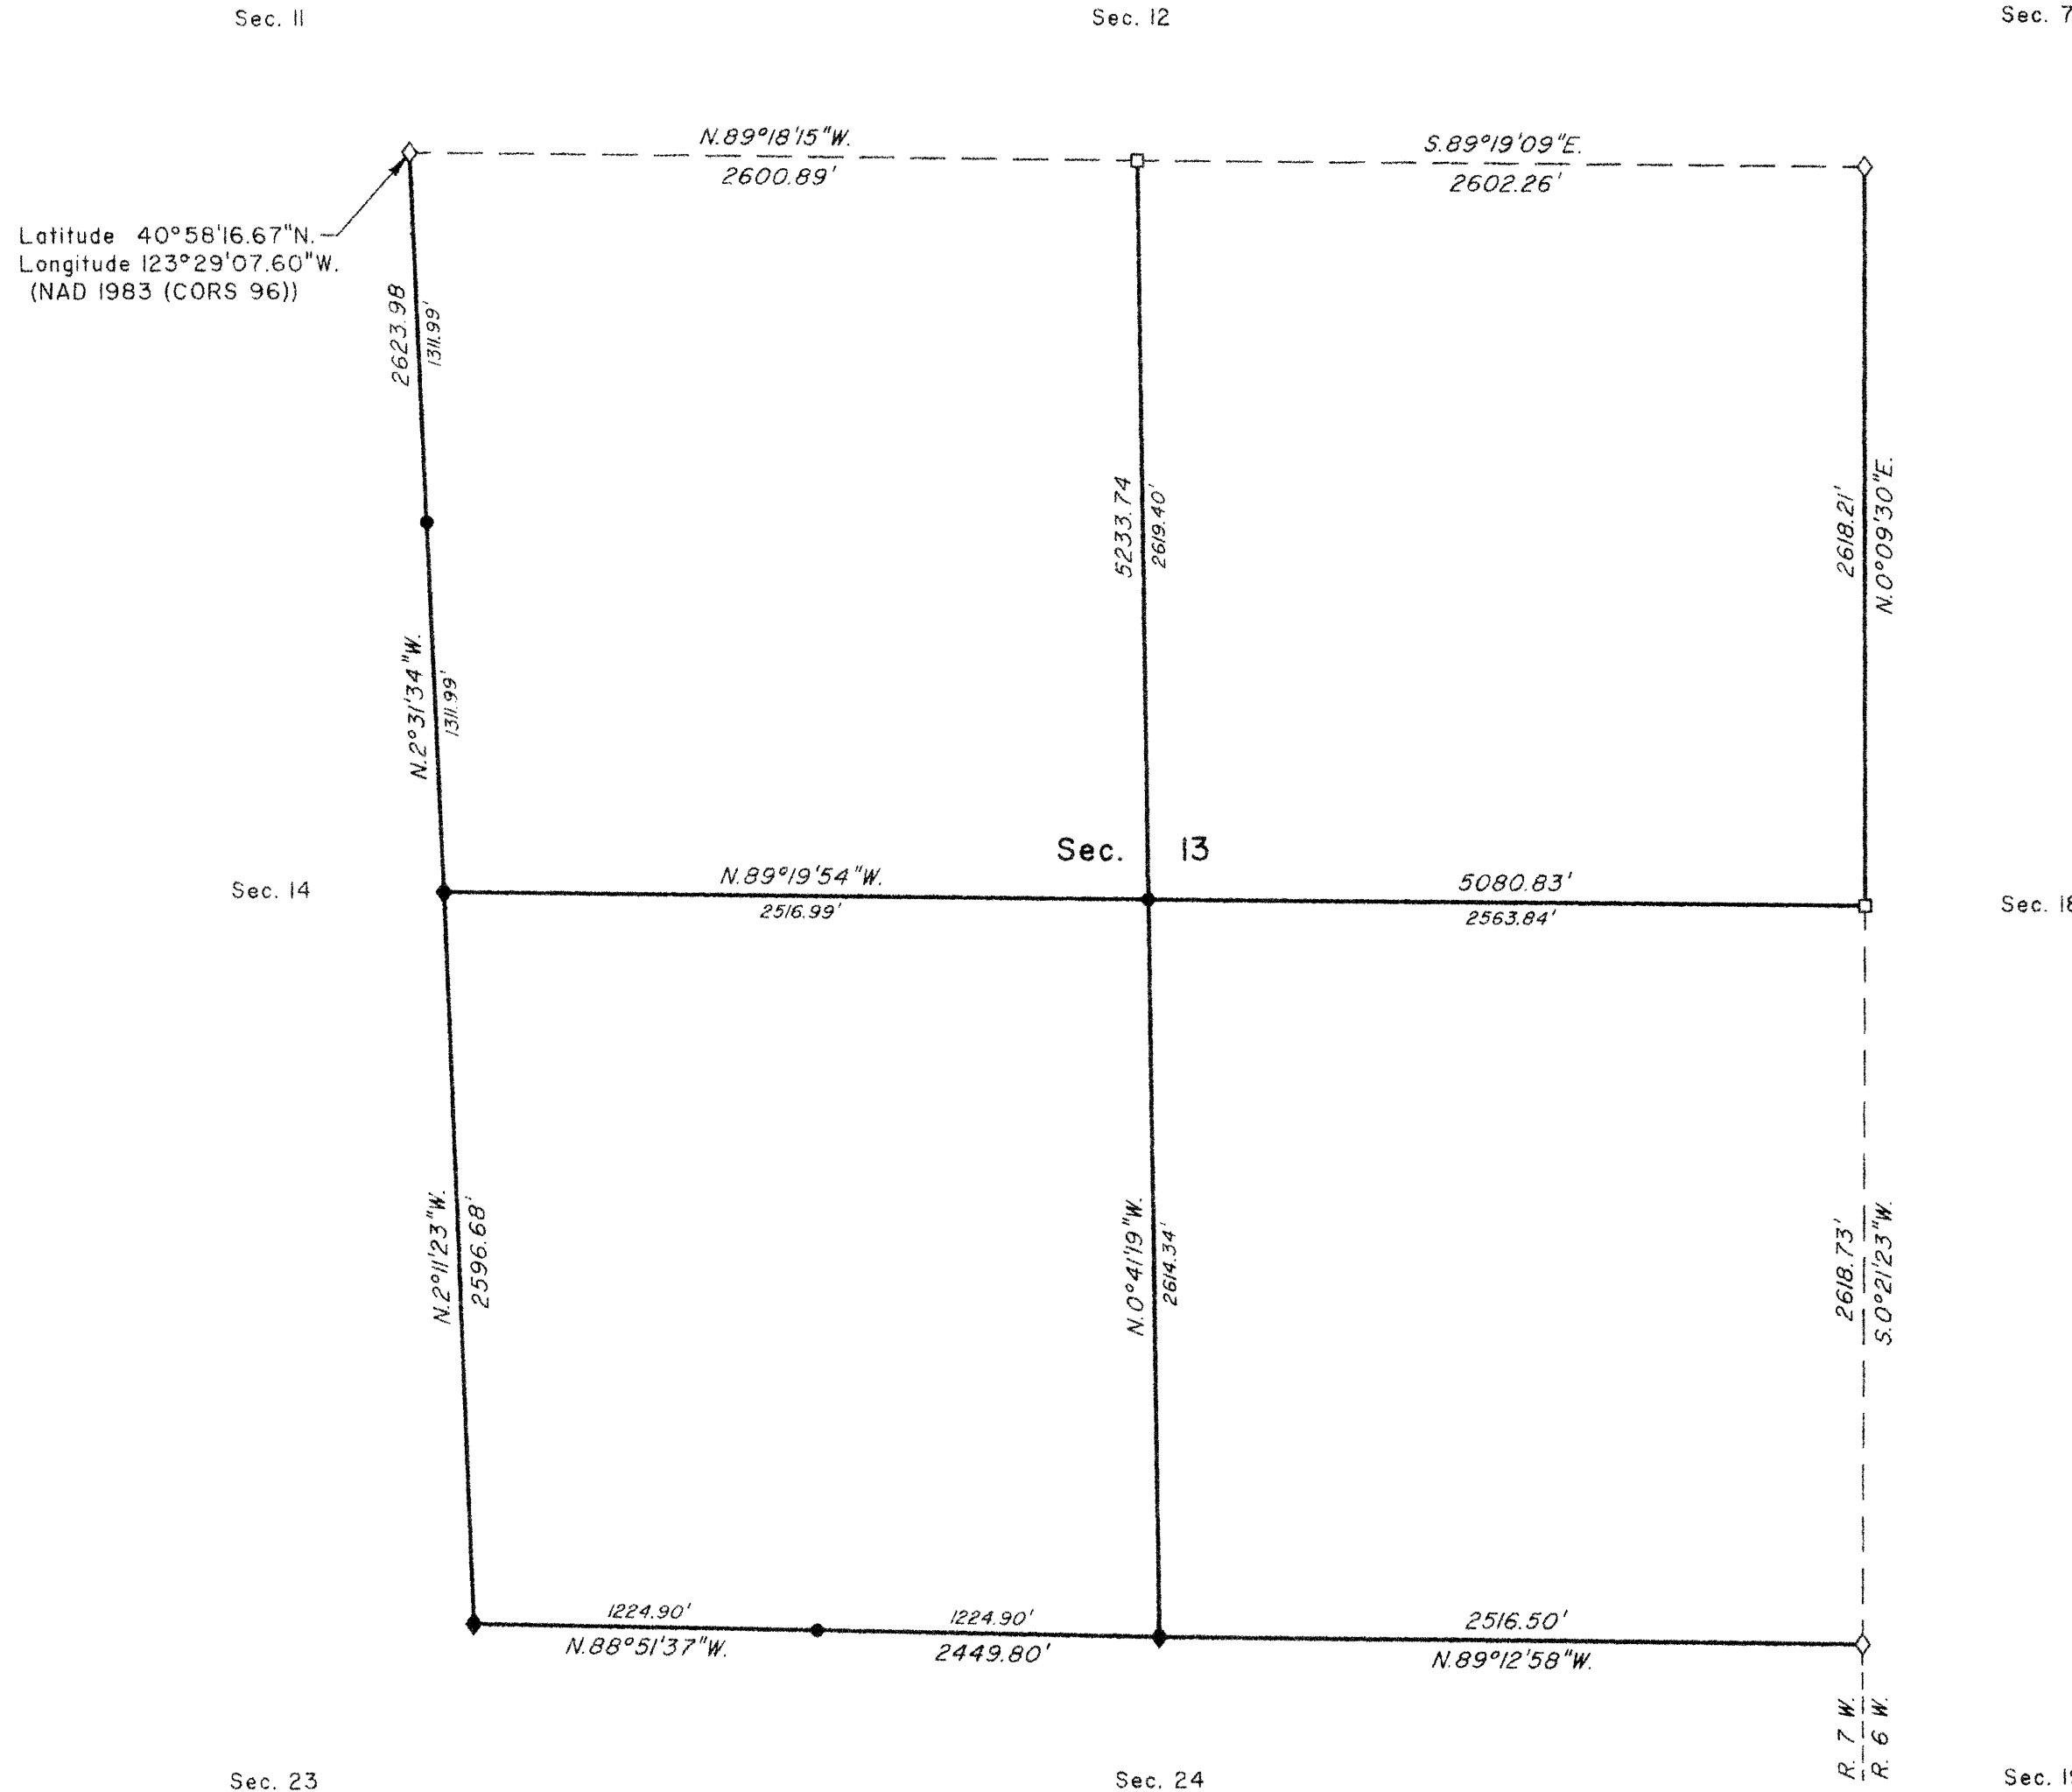 Sec. 11
Sec. 12
Sec. 7
N.89°18'15"W.
2600.89'
S.89°19'09"E.
2602.26'
Latitude 40°58'16.67"N.
Longitude 123°29'07.60"W.
(NAD 1983 (CORS 96))
2623.98
1311.99'
N.2°31'34"W.
1311.99'
5233.74
2619.40'
2618.21'
N.0°09'30"E.
Sec. 13
Sec. 14
N.89°19'54"W.
2516.99'
5080.83'
2563.84'
Sec. 18
N.2°11'23"W.
2596.68'
N.0°41'19"W.
2614.34'
2618.73'
S.0°21'23"W.
1224.90'
N.88°51'37"W.
1224.90'
2449.80'
2516.50'
N.89°12'58"W.
R. 7 W.
R. 6 W.
Sec. 23
Sec. 24
Sec. 19